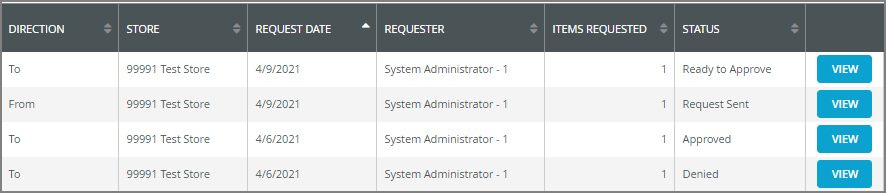 DIRECTION STORE REQUEST DATE REQUESTER ITEMS REQUESTED STATUS
To 99991 Test Store 4/9/2021 System Administrator - 1 1 Ready to Approve VIEW
From 99991 Test Store 4/9/2021 System Administrator - 1 1 Request Sent VIEW
To 99991 Test Store 4/6/2021 System Administrator - 1 1 Approved VIEW
To 99991 Test Store 4/6/2021 System Administrator - 1 1 Denied VIEW